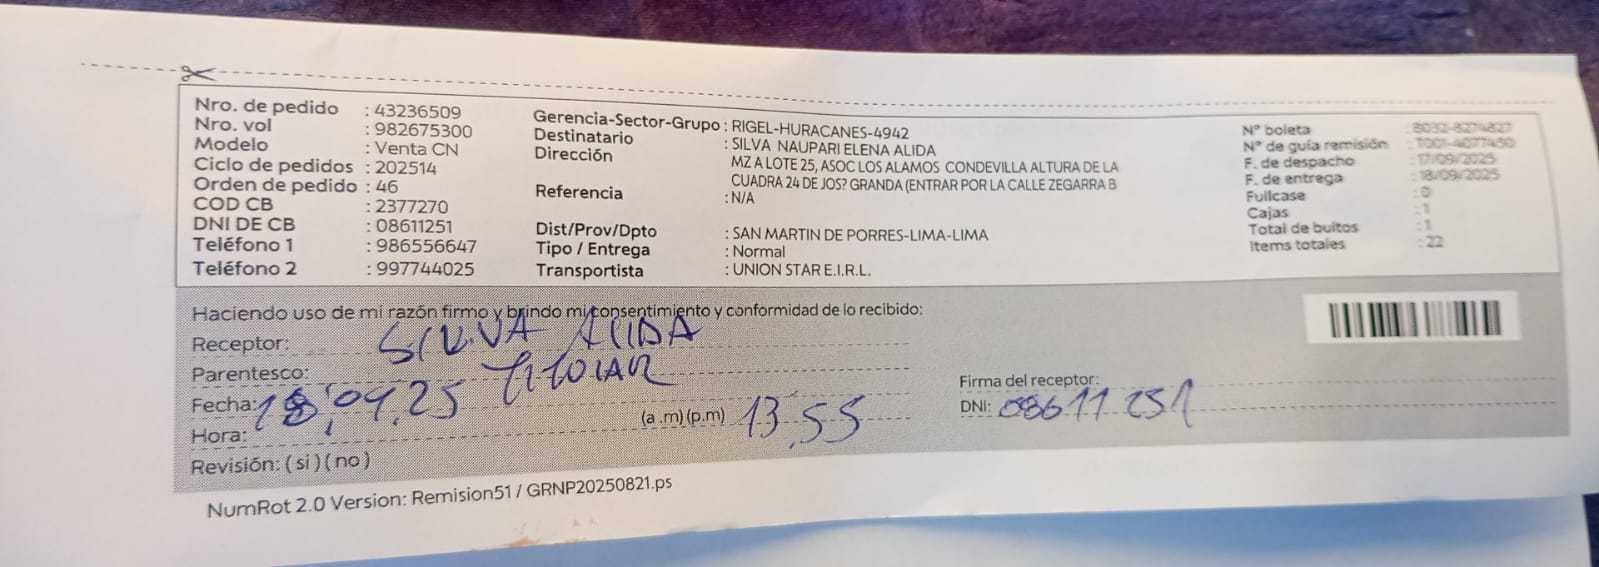 Nro. de pedido : 43236509
Nro. vol : 982675300
Modelo : Venta CN
Ciclo de pedidos : 202514
Orden de pedido : 46
COD CB : 2377270
DNI DE CB : 08611251
Teléfono 1 : 986556647
Teléfono 2 : 997744025
Gerencia-Sector-Grupo : RIGEL-HURACANES-4942
Destinatario : SILVA NAUPARI ELENA ALIDA
Dirección MZ A LOTE 25, ASOC LOS ALAMOS CONDEVILLA ALTURA DE LA
CUADRA 24 DE JOS? GRANDA (ENTRAR POR LA CALLE ZEGARRA B
Referencia : N/A
Dist/Prov/Dpto : SAN MARTIN DE PORRES-LIMA-LIMA
Tipo / Entrega : Normal
Transportista : UNION STAR E.I.R.L.
N° boleta : B032-8274827
N° de guía remisión : T001-4077430
F. de despacho : 17/09/2025
F. de entrega : 18/09/2025
Fullcase : 0
Cajas : 1
Total de bultos : 1
Items totales : 22
Haciendo uso de mi razón firmo y brindo mi consentimiento y conformidad de lo recibido:
Receptor: SILVA ALIDA
Parentesco: TITULAR
Fecha: 18,09.25
Hora: (a .m) (p.m) 13.55
Revisión: ( si ) ( no )
Firma del receptor:
DNI: 08611251
NumRot 2.0 Version: Remision51 / GRNP20250821.ps